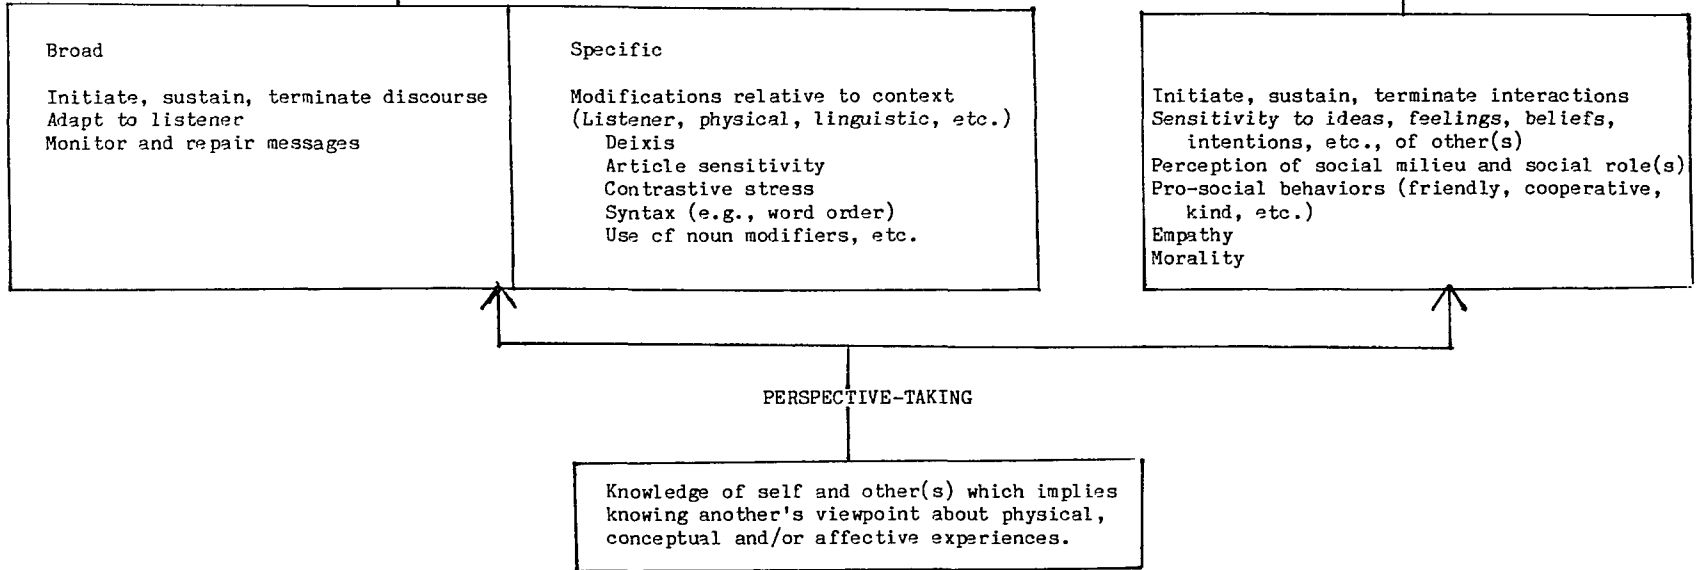 Broad
Initiate, sustain, terminate discourse
Adapt to listener
Monitor and repair messages
Specific
Modifications relative to context
(Listener, physical, linguistic, etc.)
Deixis
Article sensitivity
Contrastive stress
Syntax (e.g., word order)
Use cf noun modifiers, etc.
Initiate, sustain, terminate interactions
Sensitivity to ideas, feelings, beliefs,
intentions, etc., of other(s)
Perception of social milieu and social role(s)
Pro-social behaviors (friendly, cooperative,
kind, etc.)
Empathy
Morality
PERSPECTIVE-TAKING
Knowledge of self and other(s) which implies
knowing another's viewpoint about physical,
conceptual and/or affective experiences.